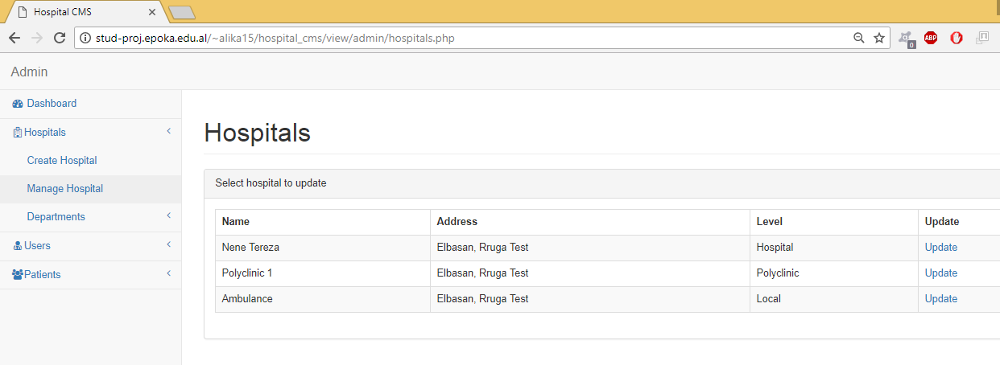 Hospital CMS
stud-proj.epoka.edu.al/~alika15/hospital_cms/view/admin/hospitals.php
0
ABP
Admin
Dashboard
Hospitals
Create Hospital
Manage Hospital
Departments
Users
Patients
Hospitals
Select hospital to update
Name Address Level Update
Nene Tereza Elbasan, Rruga Test Hospital Update
Polyclinic 1 Elbasan, Rruga Test Polyclinic Update
Ambulance Elbasan, Rruga Test Local Update